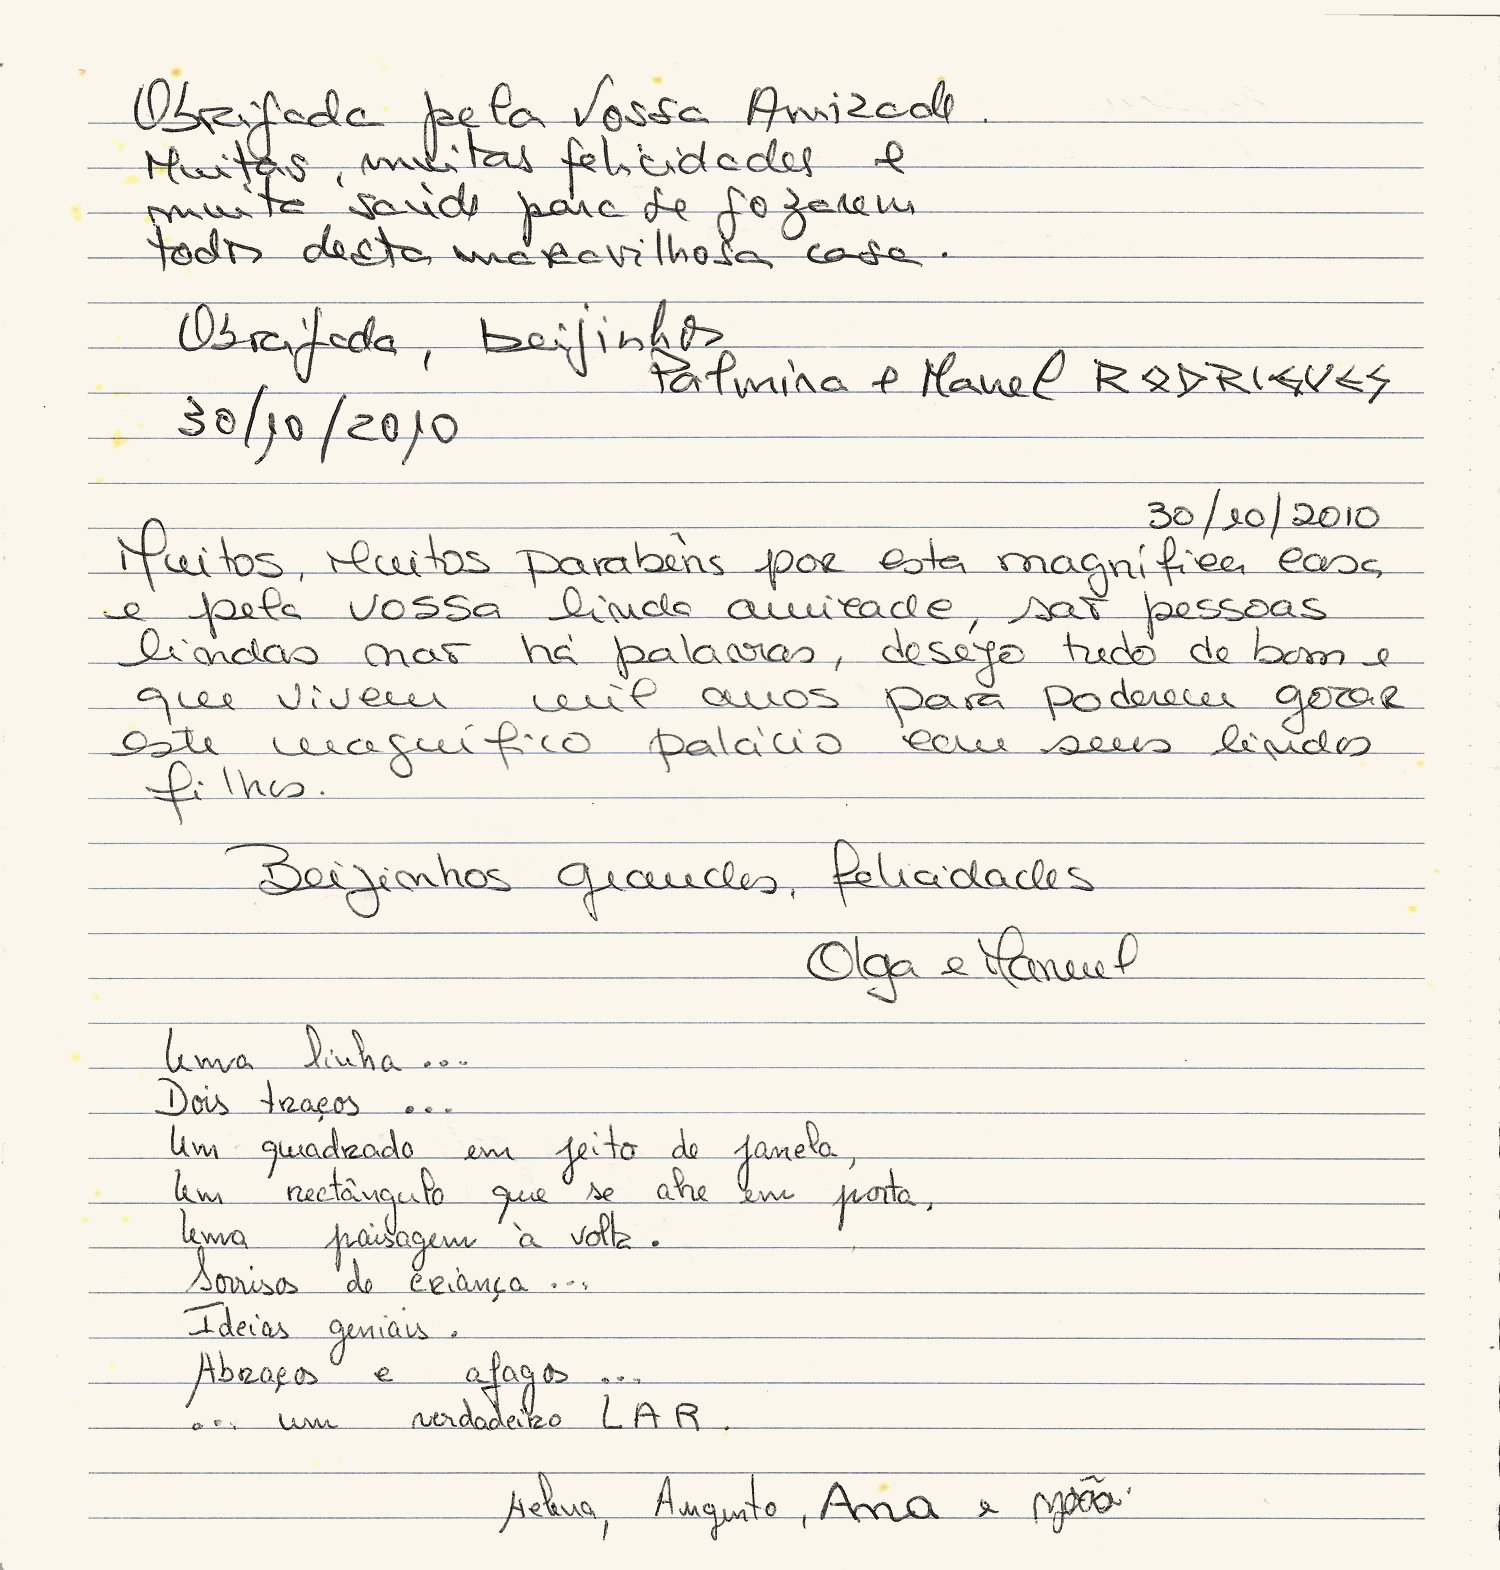 Obrigada pela vossa Amizade.
Muitas, muitas felicidades e
muita saúde para se gozarem
todos desta maravilhosa casa.
Obrigada, beijinhos
Palmira e Manuel RODRIGUES
30/10/2010
30/10/2010
Muitos, Muitos parabéns por esta magnífica casa
e pela vossa linda amizade, saõ pessoas
lindas naõ há palavras, desejo tudo de bom e
que vivem mil anos para poderem gozar
este magnífico palácio com seus lindos
filhos.
Beijinhos grandes, felicidades
Olga e Manuel
Uma linha...
Dois traços ...
Um quadrado em jeito de janela,
Um rectângulo que se abre em porta,
Uma paisagem à volta.
Sorrisos de criança ...
Ideias geniais.
Abraços e afagos ...
... um verdadeiro LAR.
Helena, Augusto, Ana e João